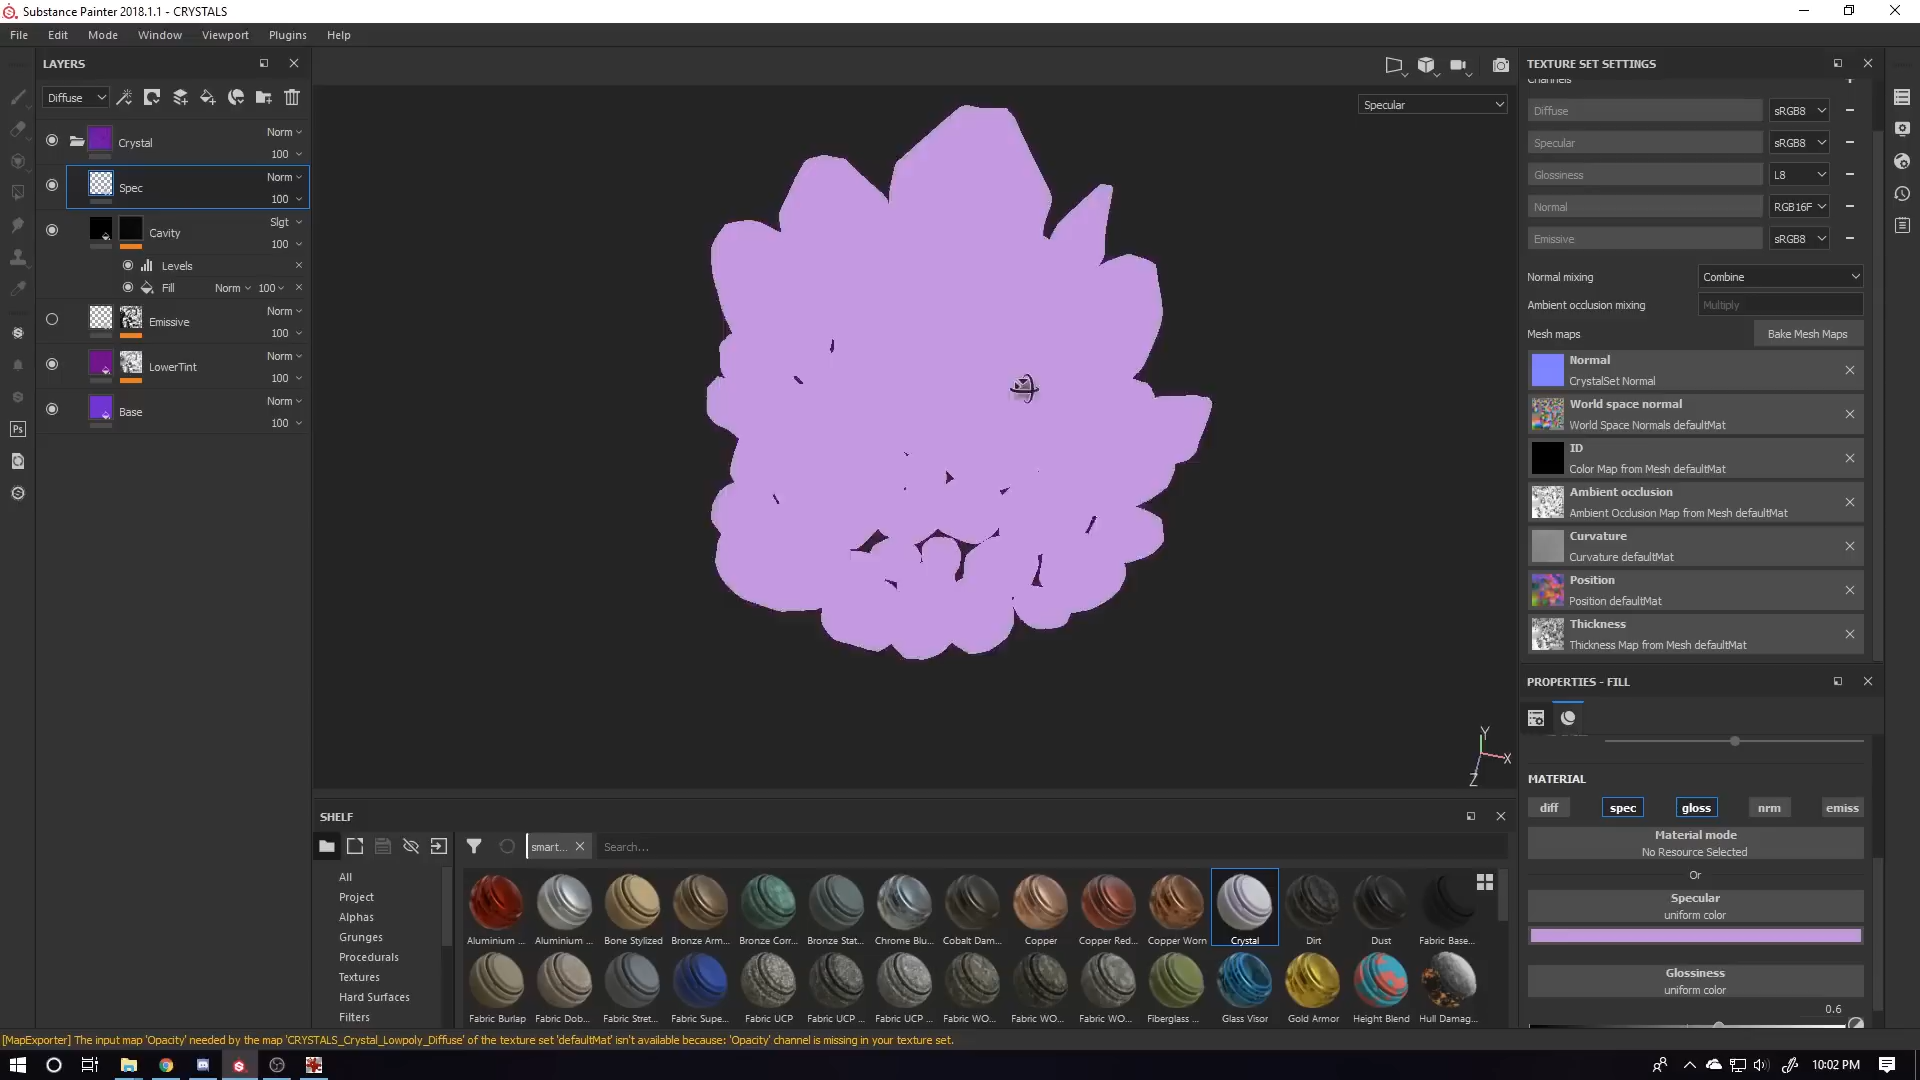 Substance Painter 2018.1.1 - CRYSTALS
File Edit Mode Window Viewport Plugins Help
LAYERS
Diffuse
Crystal
Norm
100
Spec
Norm
100
Cavity
Slgt
100
Levels
Fill Norm 100
Emissive
Norm
100
LowerTint
Norm
100
Base
Norm
100
Ps
Specular
Y
X
Z
SHELF
smart... Search...
All
Project
Alphas
Grunges
Procedurals
Textures
Hard Surfaces
Filters
Aluminium ... Aluminium ... Bone Stylized Bronze Arm... Bronze Corr... Bronze Stat... Chrome Blu... Cobalt Dam... Copper Copper Red... Copper Worn Crystal Dirt Dust Fabric Base...
Fabric Burlap Fabric Dob... Fabric Stret... Fabric Supe... Fabric UCP Fabric UCP ... Fabric UCP ... Fabric WO... Fabric WO... Fabric WO... Fiberglass ... Glass Visor Gold Armor Height Blend Hull Damag...
TEXTURE SET SETTINGS
Channels
Diffuse sRGB8
Specular sRGB8
Glossiness L8
Normal RGB16F
Emissive sRGB8
Normal mixing Combine
Ambient occlusion mixing Multiply
Mesh maps Bake Mesh Maps
Normal
CrystalSet Normal
World space normal
World Space Normals defaultMat
ID
Color Map from Mesh defaultMat
Ambient occlusion
Ambient Occlusion Map from Mesh defaultMat
Curvature
Curvature defaultMat
Position
Position defaultMat
Thickness
Thickness Map from Mesh defaultMat
PROPERTIES - FILL
MATERIAL
diff spec gloss nrm emiss
Material mode
No Resource Selected
Or
Specular
uniform color
Glossiness
uniform color
0.6
[MapExporter] The input map 'Opacity' needed by the map 'CRYSTALS_Crystal_Lowpoly_Diffuse' of the texture set 'defaultMat' isn't available because: 'Opacity' channel is missing in your texture set.
10:02 PM